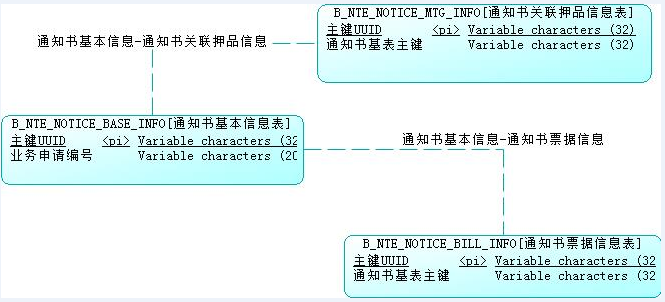 B_NTE_NOTICE_MTG_INFO[通知书关联押品信息表]
主键UUID <pi> Variable characters (32)
通知书基表主键 Variable characters (32)
通知书基本信息-通知书关联押品信息
B_NTE_NOTICE_BASE_INFO[通知书基本信息表]
主键UUID <pi> Variable characters (32
业务申请编号 Variable characters (20
通知书基本信息-通知书票据信息
B_NTE_NOTICE_BILL_INFO[通知书票据信息表]
主键UUID <pi> Variable characters (32
通知书基表主键 Variable characters (32